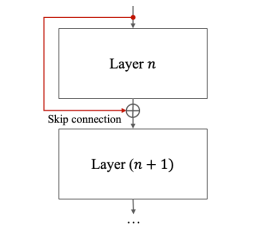 Layer n
Skip connection
Layer (n + 1)
...